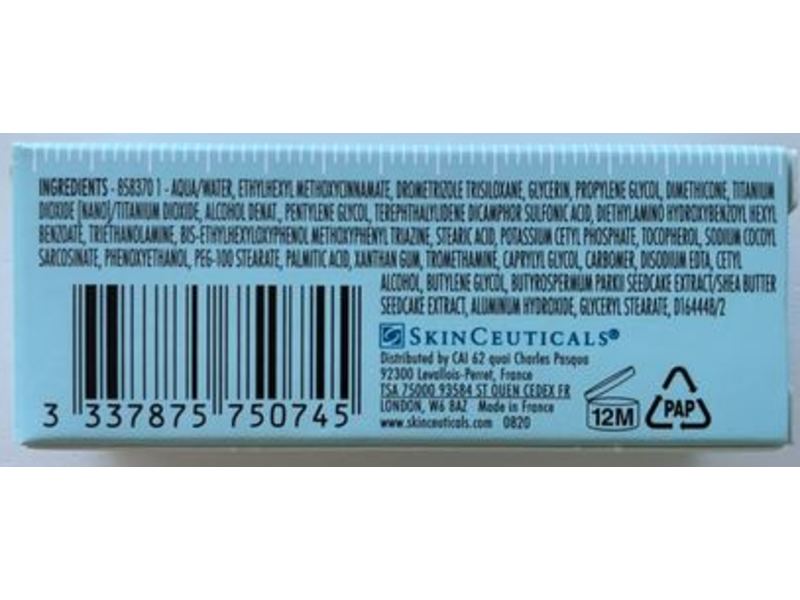 INGREDIENTS - 858370 1 - AQUA/WATER, ETHYLHEXYL METHOXYCINNAMATE, DROMETRIZOLE TRISILOXANE, GLYCERIN, PROPYLENE GLYCOL, DIMETHICONE, TITANIUM
DIOXIDE [NANO]/TITANIUM DIOXIDE, ALCOHOL DENAT., PENTYLENE GLYCOL, TEREPHTHALYLIDENE DICAMPHOR SULFONIC ACID, DIETHYLAMINO HYDROXYBENZOYL HEXYL
BENZOATE, TRIETHANOLAMINE, BIS-ETHYLHEXYLOXYPHENOL METHOXYPHENYL TRIAZINE, STEARIC ACID, POTASSIUM CETYL PHOSPHATE, TOCOPHEROL, SODIUM COCOYL
SARCOSINATE, PHENOXYETHANOL, PEG-100 STEARATE, PALMITIC ACID, XANTHAN GUM, TROMETHAMINE, CAPRYLYL GLYCOL, CARBOMER, DISODIUM EDTA, CETYL
ALCOHOL, BUTYLENE GLYCOL, BUTYROSPERMUM PARKII SEEDCAKE EXTRACT/SHEA BUTTER
SEEDCAKE EXTRACT, ALUMINUM HYDROXIDE, GLYCERYL STEARATE, D164448/2
SKINCEUTICALS®
Distributed by CAI 62 quai Charles Pasqua
92300 Levallois-Perret, France
TSA 75000 93584 ST OUEN CEDEX FR
LONDON, W6 8AZ Made in France
www.skinceuticals.com 0820
12M
PAP
3 337875 750745